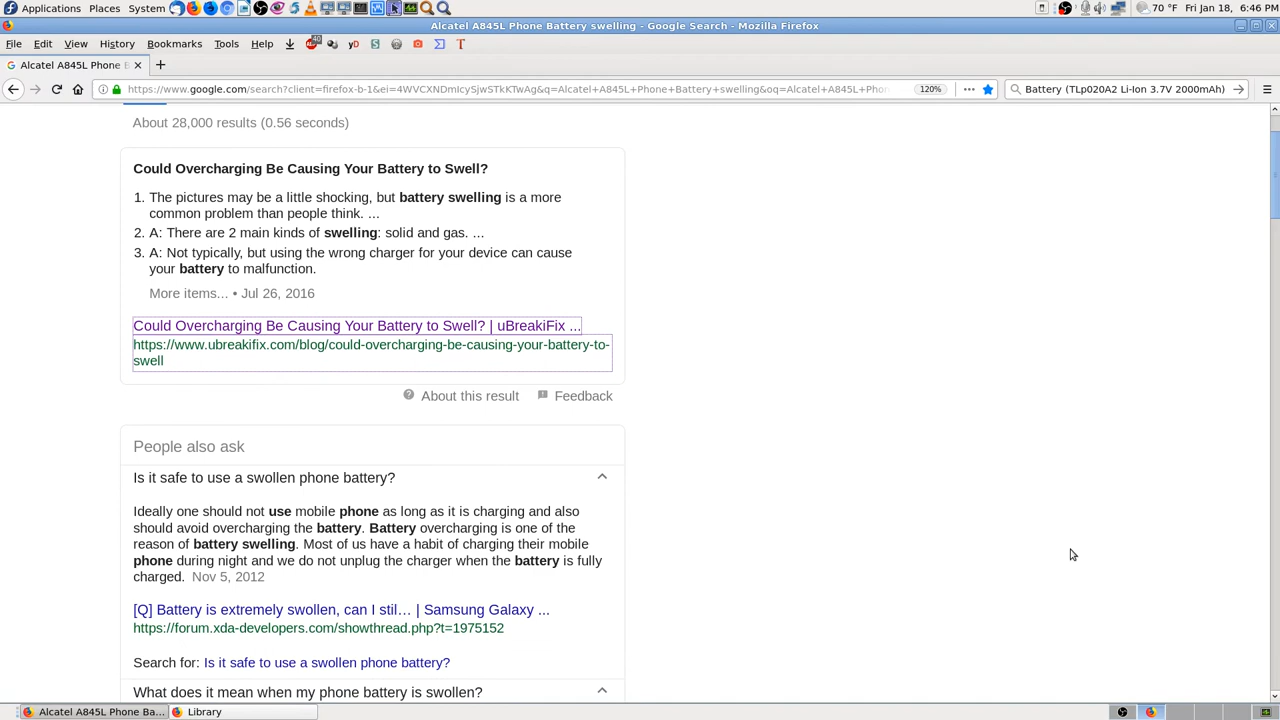 Applications Places System 70 °F Fri Jan 18, 6:46 PM
Alcatel A845L Phone Battery swelling - Google Search - Mozilla Firefox
File Edit View History Bookmarks Tools Help
Alcatel A845L Phone B
https://www.google.com/search?client=firefox-b-1&ei=4WVCXNDmIcySjwSTkKTwAg&q=Alcatel+A845L+Phone+Battery+swelling&oq=Alcatel+A845L+Pho 120% Battery (TLp020A2 Li-Ion 3.7V 2000mAh)
About 28,000 results (0.56 seconds)
Could Overcharging Be Causing Your Battery to Swell?
1. The pictures may be a little shocking, but battery swelling is a more
common problem than people think. ...
2. A: There are 2 main kinds of swelling: solid and gas. ...
3. A: Not typically, but using the wrong charger for your device can cause
your battery to malfunction.
More items... • Jul 26, 2016
Could Overcharging Be Causing Your Battery to Swell? | uBreakiFix ...
https://www.ubreakifix.com/blog/could-overcharging-be-causing-your-battery-to-
swell
About this result Feedback
People also ask
Is it safe to use a swollen phone battery?
Ideally one should not use mobile phone as long as it is charging and also
should avoid overcharging the battery. Battery overcharging is one of the
reason of battery swelling. Most of us have a habit of charging their mobile
phone during night and we do not unplug the charger when the battery is fully
charged. Nov 5, 2012
[Q] Battery is extremely swollen, can I stil… | Samsung Galaxy ...
https://forum.xda-developers.com/showthread.php?t=1975152
Search for: Is it safe to use a swollen phone battery?
What does it mean when my phone battery is swollen?
Alcatel A845L Phone Ba... Library